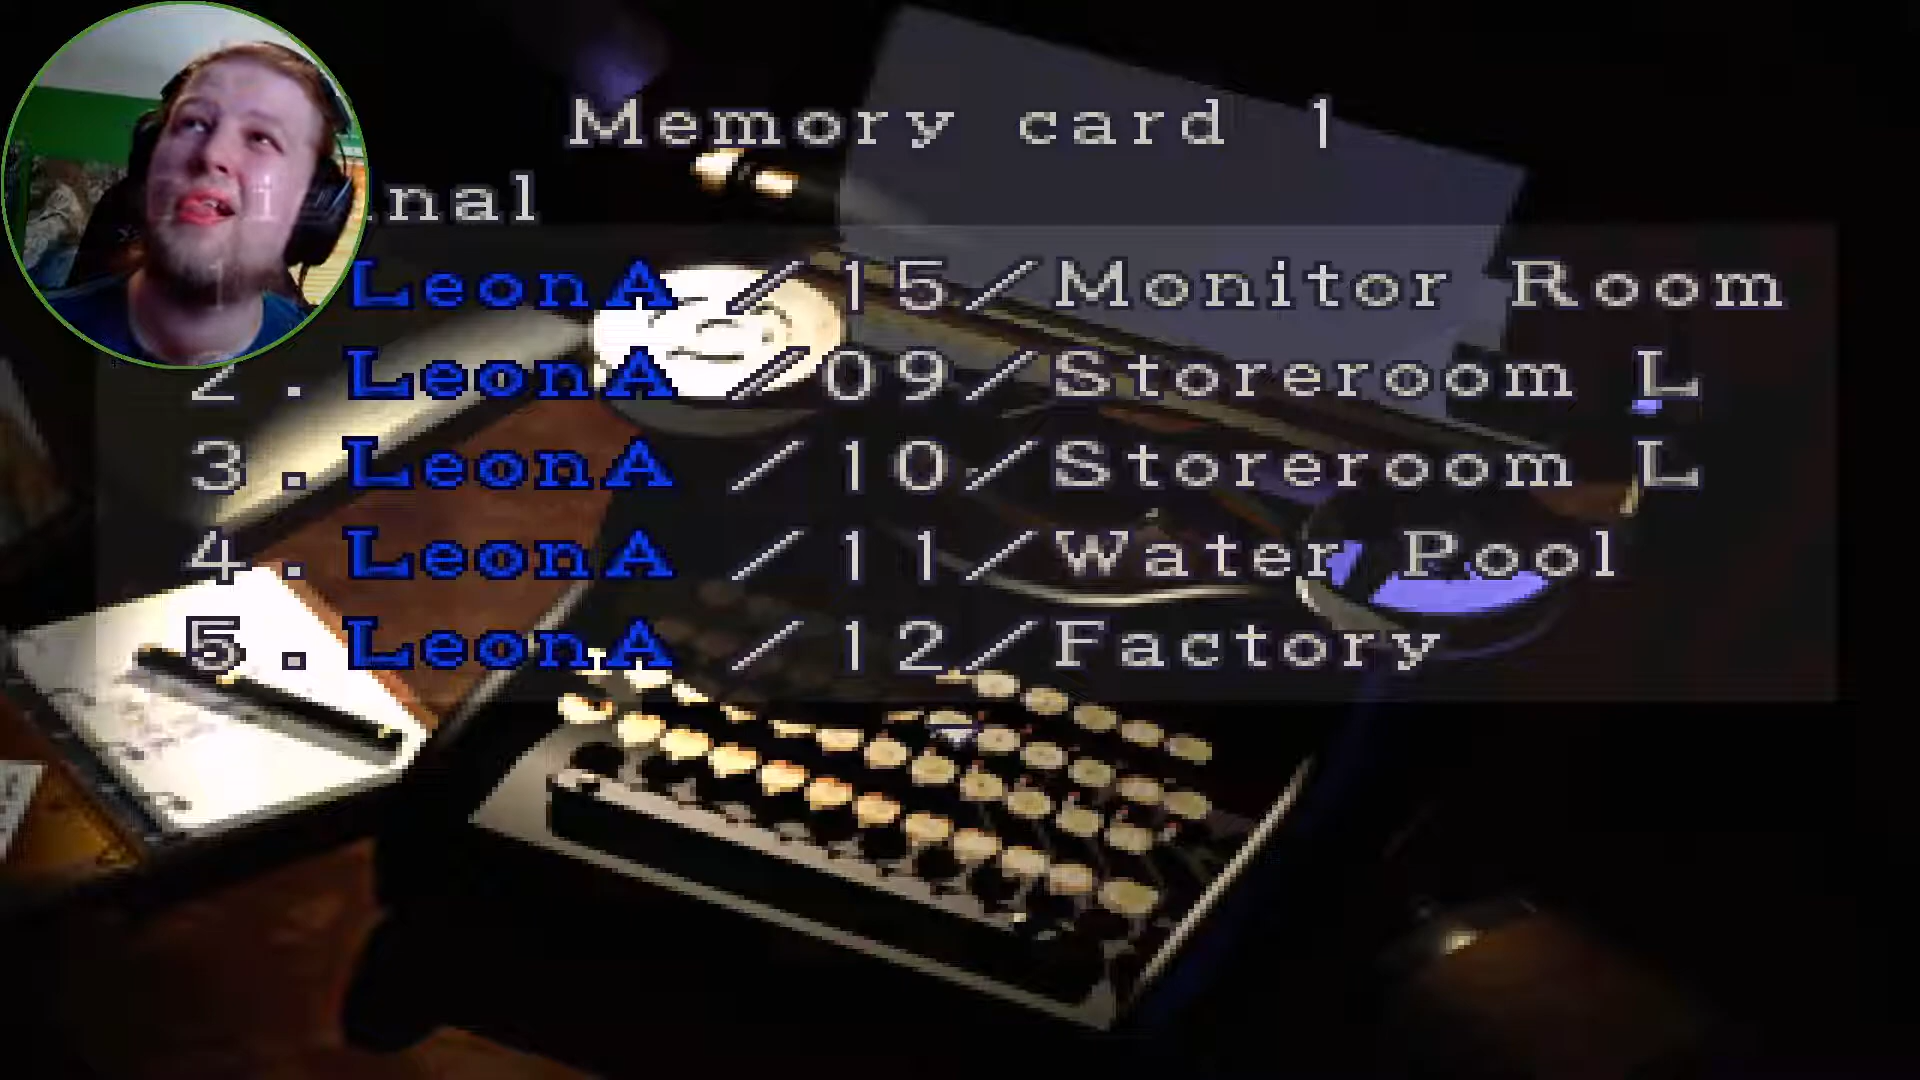 Memory card 1
nal
LeonA /15/Monitor Room
2. LeonA /09/Storeroom L
3. LeonA /10/Storeroom L
4. LeonA /11/Water Pool
5. LeonA /12/Factory